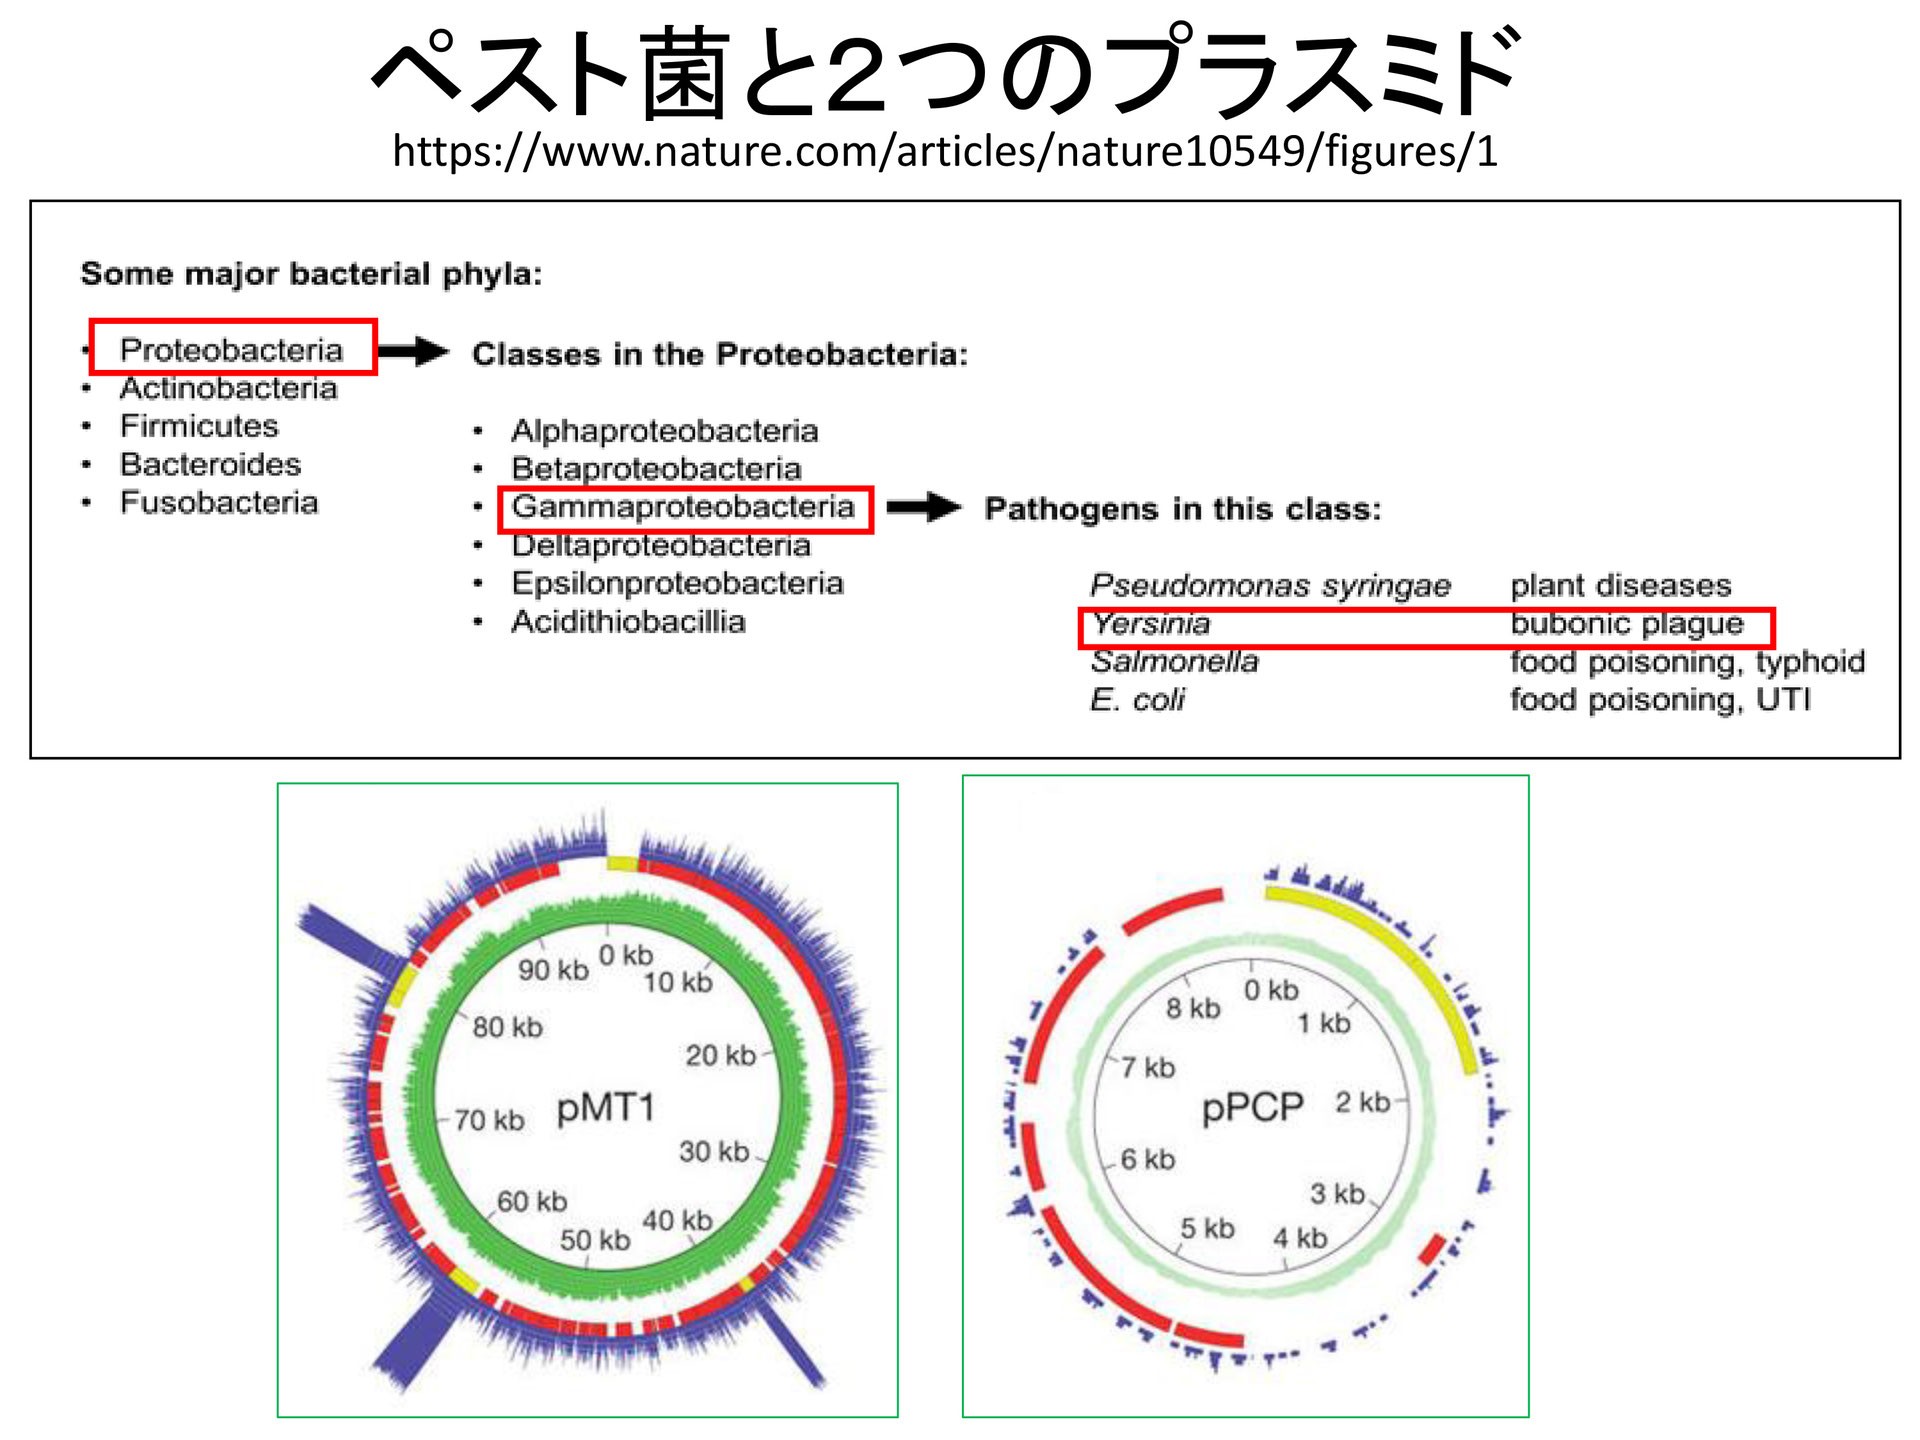 ペスト菌と２つのプラスミド
https://www.nature.com/articles/nature10549/figures/1
Some major bacterial phyla:
• Proteobacteria
• Actinobacteria
• Firmicutes
• Bacteroides
• Fusobacteria
Classes in the Proteobacteria:
• Alphaproteobacteria
• Betaproteobacteria
• Gammaproteobacteria
• Deltaproteobacteria
• Epsilonproteobacteria
• Acidithiobacillia
Pathogens in this class:
Pseudomonas syringae plant diseases
Yersinia bubonic plague
Salmonella food poisoning, typhoid
E. coli food poisoning, UTI
pMT1
0 kb
10 kb
20 kb
30 kb
40 kb
50 kb
60 kb
70 kb
80 kb
90 kb
pPCP
0 kb
1 kb
2 kb
3 kb
4 kb
5 kb
6 kb
7 kb
8 kb